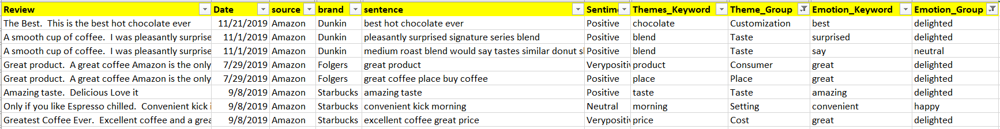 Review Date source brand sentence Sentime Themes_Keyword Theme_Group Emotion_Keyword Emotion_Group
The Best.  This is the best hot chocolate ever 11/21/2019 Amazon Dunkin best hot chocolate ever Positive chocolate Customization best delighted
A smooth cup of coffee.  I was pleasantly surprise 11/1/2019 Amazon Dunkin pleasantly surprised signature series blend Positive blend Taste surprised delighted
A smooth cup of coffee.  I was pleasantly surprise 11/1/2019 Amazon Dunkin medium roast blend would say tastes similar donut s Positive blend Taste say neutral
Great product.  A great coffee Amazon is the only 7/29/2019 Amazon Folgers great product Verypositiv product Consumer great delighted
Great product.  A great coffee Amazon is the only 7/29/2019 Amazon Folgers great coffee place buy coffee Positive place Place great delighted
Amazing taste.  Delicious Love it 9/8/2019 Amazon Starbucks amazing taste Positive taste Taste amazing delighted
Only if you like Espresso chilled.  Convenient kick i 9/8/2019 Amazon Starbucks convenient kick morning Neutral morning Setting convenient happy
Greatest Coffee Ever.  Excellent coffee and a grea 9/8/2019 Amazon Starbucks excellent coffee great price Verypositiv price Cost great delighted